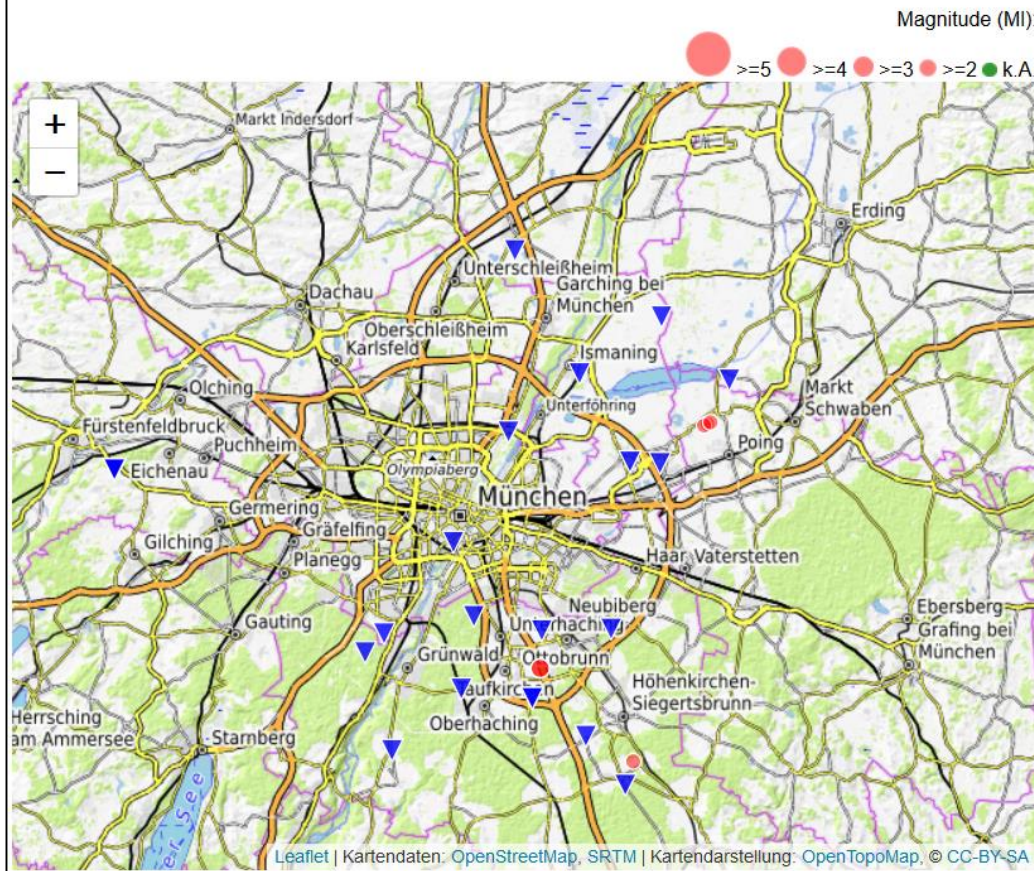 Magnitude (Ml):
>=5 >=4 >=3 >=2 k.A
+
−
Markt Indersdorf
Erding
Unterschleißheim
Garching bei
München
Dachau
Oberschleißheim
Karlsfeld
Ismaning
Olching
Unterföhring
Markt
Schwaben
Fürstenfeldbruck
Puchheim
Poing
Eichenau
Olympiaberg
München
Germering
Gräfelfing
Gilching
Planegg
Haar
Vaterstetten
Neubiberg
Ebersberg
Gauting
Unterhaching
Grafing bei
München
Grünwald
Ottobrunn
Taufkirchen
Höhenkirchen-
Siegertsbrunn
Herrsching
am Ammersee
Oberhaching
Starnberg
Leaflet | Kartendaten: OpenStreetMap, SRTM | Kartendarstellung: OpenTopoMap, © CC-BY-SA